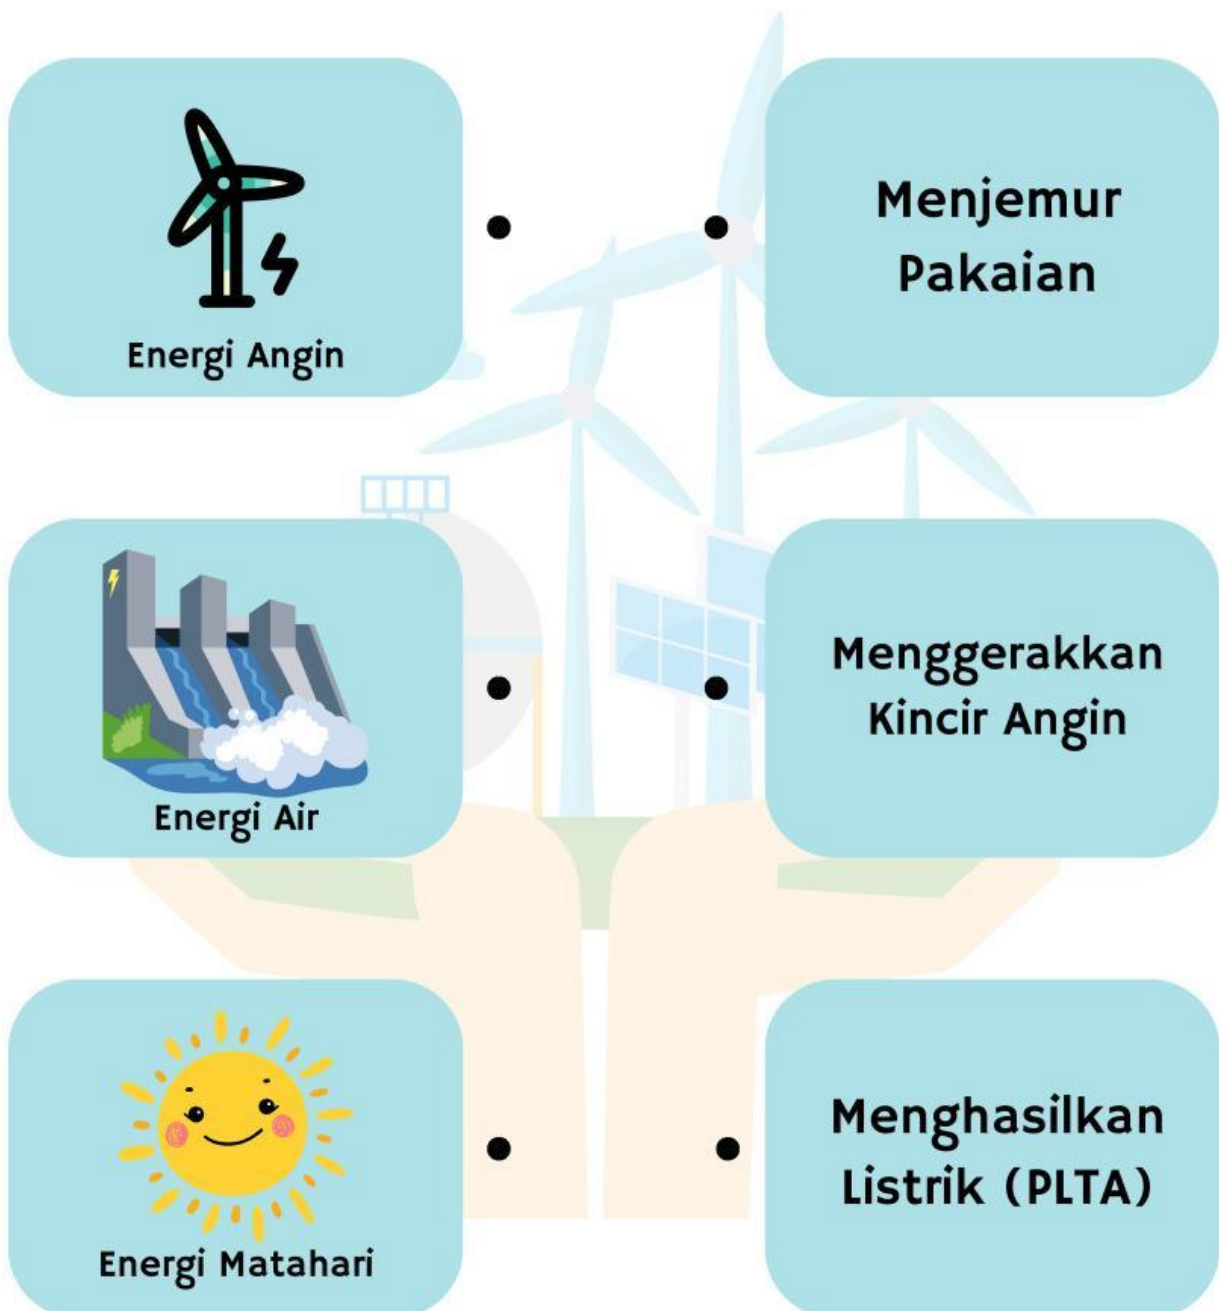 Energi Angin
Menjemur
Pakaian
Energi Air
Menggerakkan
Kincir Angin
Energi Matahari
Menghasilkan
Listrik (PLTA)